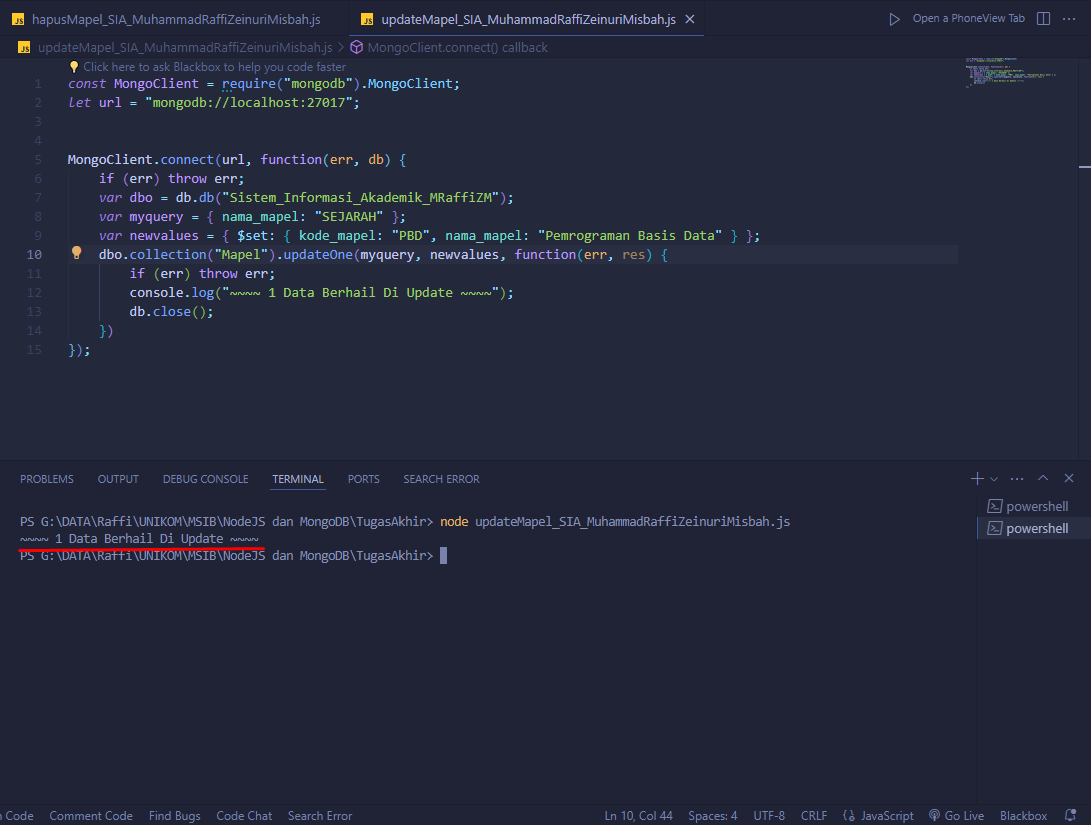 JS hapusMapel_SIA_MuhammadRaffiZeinuriMisbah.js
JS updateMapel_SIA_MuhammadRaffiZeinuriMisbah.js
Open a PhoneView Tab
JS updateMapel_SIA_MuhammadRaffiZeinuriMisbah.js > MongoClient.connect() callback
Click here to ask Blackbox to help you code faster
1 const MongoClient = require("mongodb").MongoClient;
2 let url = "mongodb://localhost:27017";
3
4
5 MongoClient.connect(url, function(err, db) {
6 if (err) throw err;
7 var dbo = db.db("Sistem_Informasi_Akademik_MRaffiZM");
8 var myquery = { nama_mapel: "SEJARAH" };
9 var newvalues = { $set: { kode_mapel: "PBD", nama_mapel: "Pemrograman Basis Data" } };
10 dbo.collection("Mapel").updateOne(myquery, newvalues, function(err, res) {
11 if (err) throw err;
12 console.log("~~~~ 1 Data Berhail Di Update ~~~~");
13 db.close();
14 })
15 });
PROBLEMS OUTPUT DEBUG CONSOLE TERMINAL PORTS SEARCH ERROR
PS G:\DATA\Raffi\UNIKOM\MSIB\NodeJS dan MongoDB\TugasAkhir> node updateMapel_SIA_MuhammadRaffiZeinuriMisbah.js
~~~~ 1 Data Berhail Di Update ~~~~
PS G:\DATA\Raffi\UNIKOM\MSIB\NodeJS dan MongoDB\TugasAkhir>
powershell
powershell
Code Comment Code Find Bugs Code Chat Search Error Ln 10, Col 44 Spaces: 4 UTF-8 CRLF JavaScript Go Live Blackbox